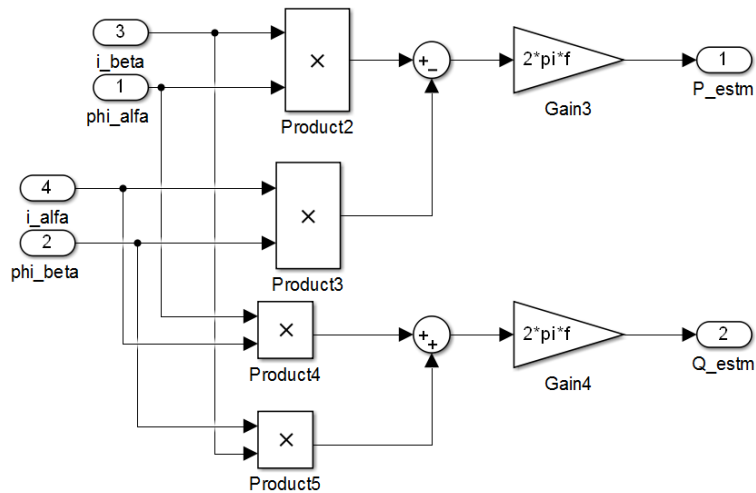 3
i_beta
1
phi_alfa
×
Product2
+
−
2*pi*f
Gain3
1
P_estm
4
i_alfa
2
phi_beta
×
Product3
×
Product4
+
+
2*pi*f
Gain4
2
Q_estm
×
Product5